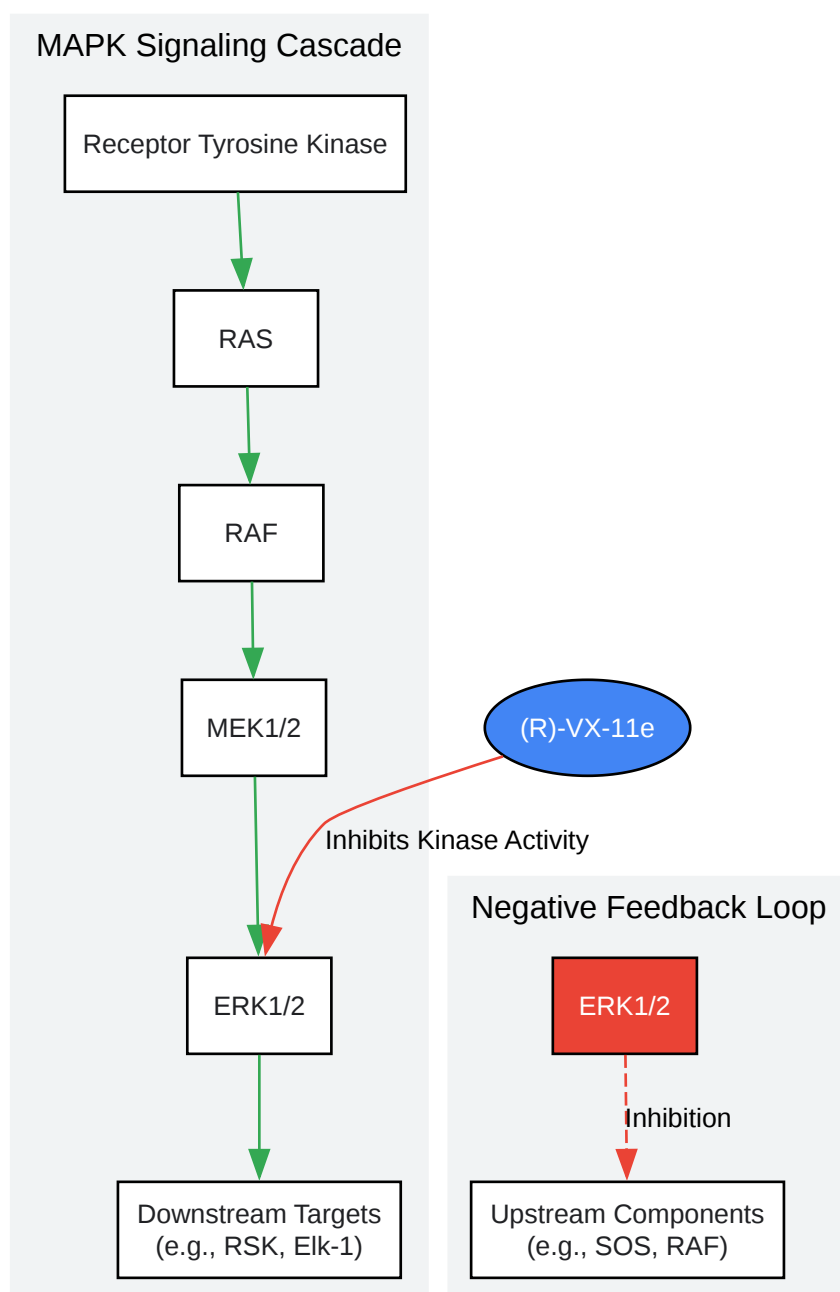 MAPK Signaling Cascade
Receptor Tyrosine Kinase
RAS
RAF
MEK1/2
(R)-VX-11e
Inhibits Kinase Activity
Negative Feedback Loop
ERK1/2
ERK1/2
Inhibition
Downstream Targets
(e.g., RSK, Elk-1)
Upstream Components
(e.g., SOS, RAF)